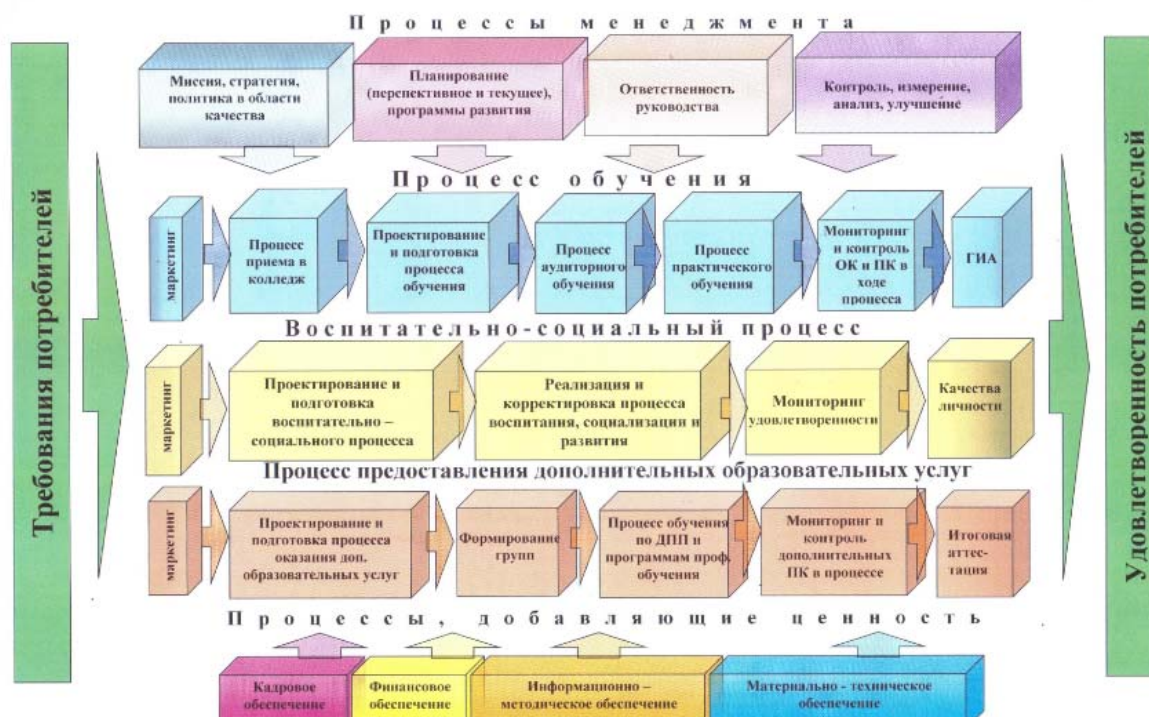 Процессы менеджмента
Миссия, стратегия,
политика в области
качества
Планирование
(перспективное и текущее),
программы развития
Ответственность
руководства
Контроль, измерение,
анализ, улучшение
Требования потребителей
Удовлетворенность потребителей
Процесс обучения
маркетинг
Процесс
приема в
колледж
Проектирование
и подготовка
процесса
обучения
Процесс
аудиторного
обучения
Процесс
практического
обучения
Мониторинг
и контроль
ОК и ПК в
ходе
процесса
ГИА
Воспитательно-социальный процесс
маркетинг
Проектирование и
подготовка
воспитательно –
социального процесса
Реализация и
корректировка процесса
воспитания, социализации и
развития
Мониторинг
удовлетворенности
Качества
личности
Процесс предоставления дополнительных образовательных услуг
маркетинг
Проектирование и
подготовка процесса
оказания доп.
образовательных услуг
Формирование
групп
Процесс обучения
по ДПП и
программам проф.
обучения
Мониторинг и
контроль
дополнительных
ПК в процессе
Итоговая
аттес-
тация
Процессы, добавляющие ценность
Кадровое
обеспечение
Финансовое
обеспечение
Информационно –
методическое обеспечение
Материально - техническое
обеспечение